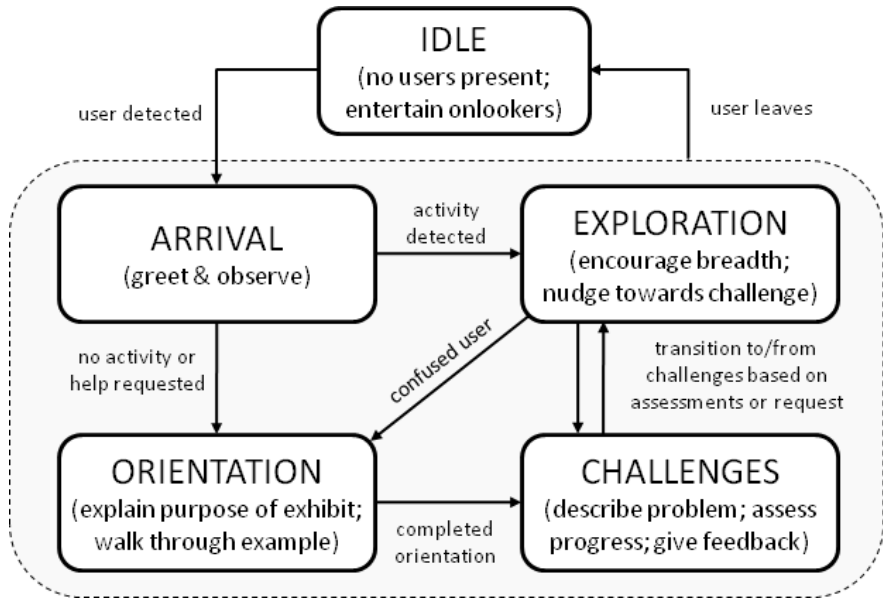 IDLE
(no users present;
entertain onlookers)
user detected
user leaves
ARRIVAL
(greet & observe)
activity
detected
EXPLORATION
(encourage breadth;
nudge towards challenge)
no activity or
help requested
confused user
transition to/from
challenges based on
assessments or request
ORIENTATION
(explain purpose of exhibit;
walk through example)
completed
orientation
CHALLENGES
(describe problem; assess
progress; give feedback)